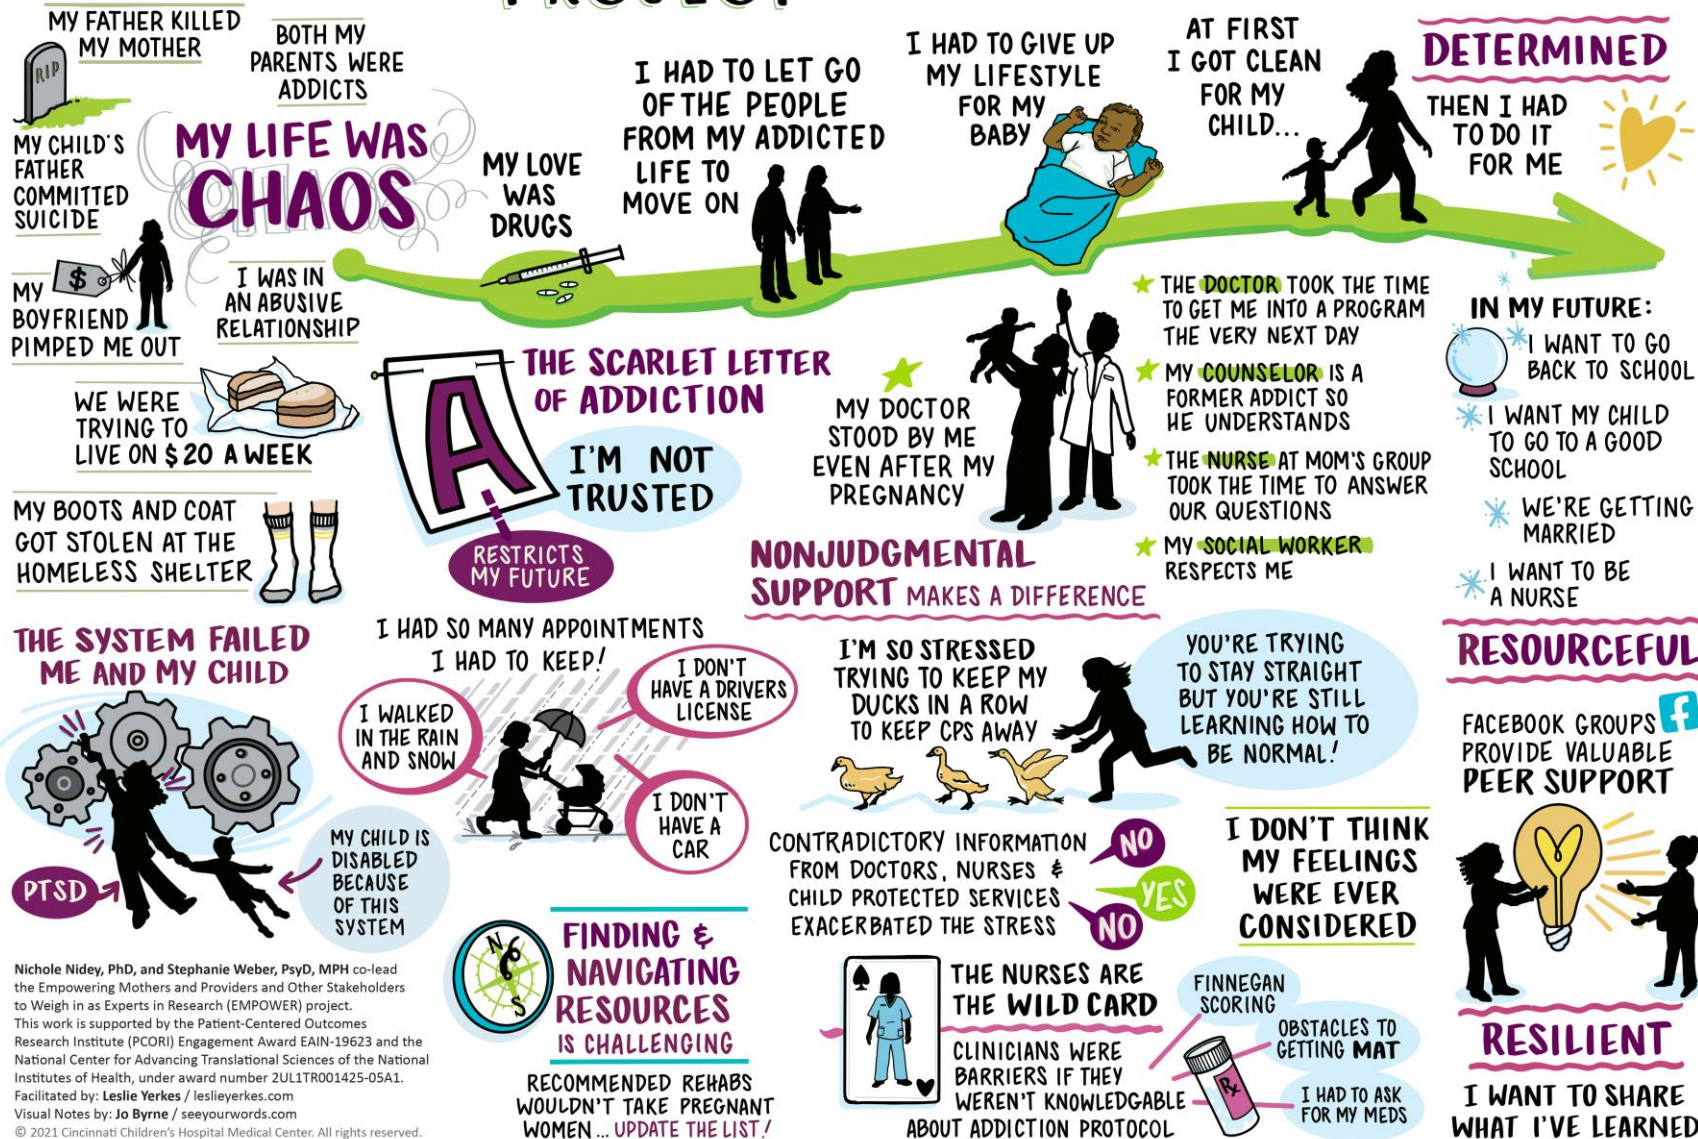 PROJECT
MY FATHER KILLED
MY MOTHER
RIP
BOTH MY
PARENTS WERE
ADDICTS
MY CHILD'S
FATHER
COMMITTED
SUICIDE
MY LIFE WAS
CHAOS
$
MY
BOYFRIEND
PIMPED ME OUT
I WAS IN
AN ABUSIVE
RELATIONSHIP
WE WERE
TRYING TO
LIVE ON $20 A WEEK
MY BOOTS AND COAT
GOT STOLEN AT THE
HOMELESS SHELTER
MY LOVE
WAS
DRUGS
I HAD TO LET GO
OF THE PEOPLE
FROM MY ADDICTED
LIFE TO
MOVE ON
I HAD TO GIVE UP
MY LIFESTYLE
FOR MY
BABY
AT FIRST
I GOT CLEAN
FOR MY
CHILD...
DETERMINED
THEN I HAD
TO DO IT
FOR ME
A
THE SCARLET LETTER
OF ADDICTION
I'M NOT
TRUSTED
RESTRICTS
MY FUTURE
MY DOCTOR
STOOD BY ME
EVEN AFTER MY
PREGNANCY
THE DOCTOR TOOK THE TIME
TO GET ME INTO A PROGRAM
THE VERY NEXT DAY
MY COUNSELOR IS A
FORMER ADDICT SO
HE UNDERSTANDS
THE NURSE AT MOM'S GROUP
TOOK THE TIME TO ANSWER
OUR QUESTIONS
MY SOCIAL WORKER
RESPECTS ME
NONJUDGMENTAL
SUPPORT MAKES A DIFFERENCE
IN MY FUTURE:
I WANT TO GO
BACK TO SCHOOL
I WANT MY CHILD
TO GO TO A GOOD
SCHOOL
WE'RE GETTING
MARRIED
I WANT TO BE
A NURSE
THE SYSTEM FAILED
ME AND MY CHILD
PTSD
MY CHILD IS
DISABLED
BECAUSE
OF THIS
SYSTEM
I HAD SO MANY APPOINTMENTS
I HAD TO KEEP!
I WALKED
IN THE RAIN
AND SNOW
I DON'T
HAVE A DRIVERS
LICENSE
I DON'T
HAVE A
CAR
I'M SO STRESSED
TRYING TO KEEP MY
DUCKS IN A ROW
TO KEEP CPS AWAY
YOU'RE TRYING
TO STAY STRAIGHT
BUT YOU'RE STILL
LEARNING HOW TO
BE NORMAL!
RESOURCEFUL
FACEBOOK GROUPS f
PROVIDE VALUABLE
PEER SUPPORT
CONTRADICTORY INFORMATION
FROM DOCTORS, NURSES &
CHILD PROTECTED SERVICES
EXACERBATED THE STRESS
NO
YES
NO
I DON'T THINK
MY FEELINGS
WERE EVER
CONSIDERED
N
S
FINDING &
NAVIGATING
RESOURCES
IS CHALLENGING
RECOMMENDED REHABS
WOULDN'T TAKE PREGNANT
WOMEN... UPDATE THE LIST!
THE NURSES ARE
THE WILD CARD
CLINICIANS WERE
BARRIERS IF THEY
WEREN'T KNOWLEDGABLE
ABOUT ADDICTION PROTOCOL
FINNEGAN
SCORING
OBSTACLES TO
GETTING MAT
I HAD TO ASK
FOR MY MEDS
Rx
RESILIENT
I WANT TO SHARE
WHAT I'VE LEARNED
Nichole Nidey, PhD, and Stephanie Weber, PsyD, MPH co-lead
the Empowering Mothers and Providers and Other Stakeholders
to Weigh in as Experts in Research (EMPOWER) project.
This work is supported by the Patient-Centered Outcomes
Research Institute (PCORI) Engagement Award EAIN-19623 and the
National Center for Advancing Translational Sciences of the National
Institutes of Health, under award number 2UL1TR001425-05A1.
Facilitated by: Leslie Yerkes / leslieyerkes.com
Visual Notes by: Jo Byrne / seeyourwords.com
© 2021 Cincinnati Children's Hospital Medical Center. All rights reserved.